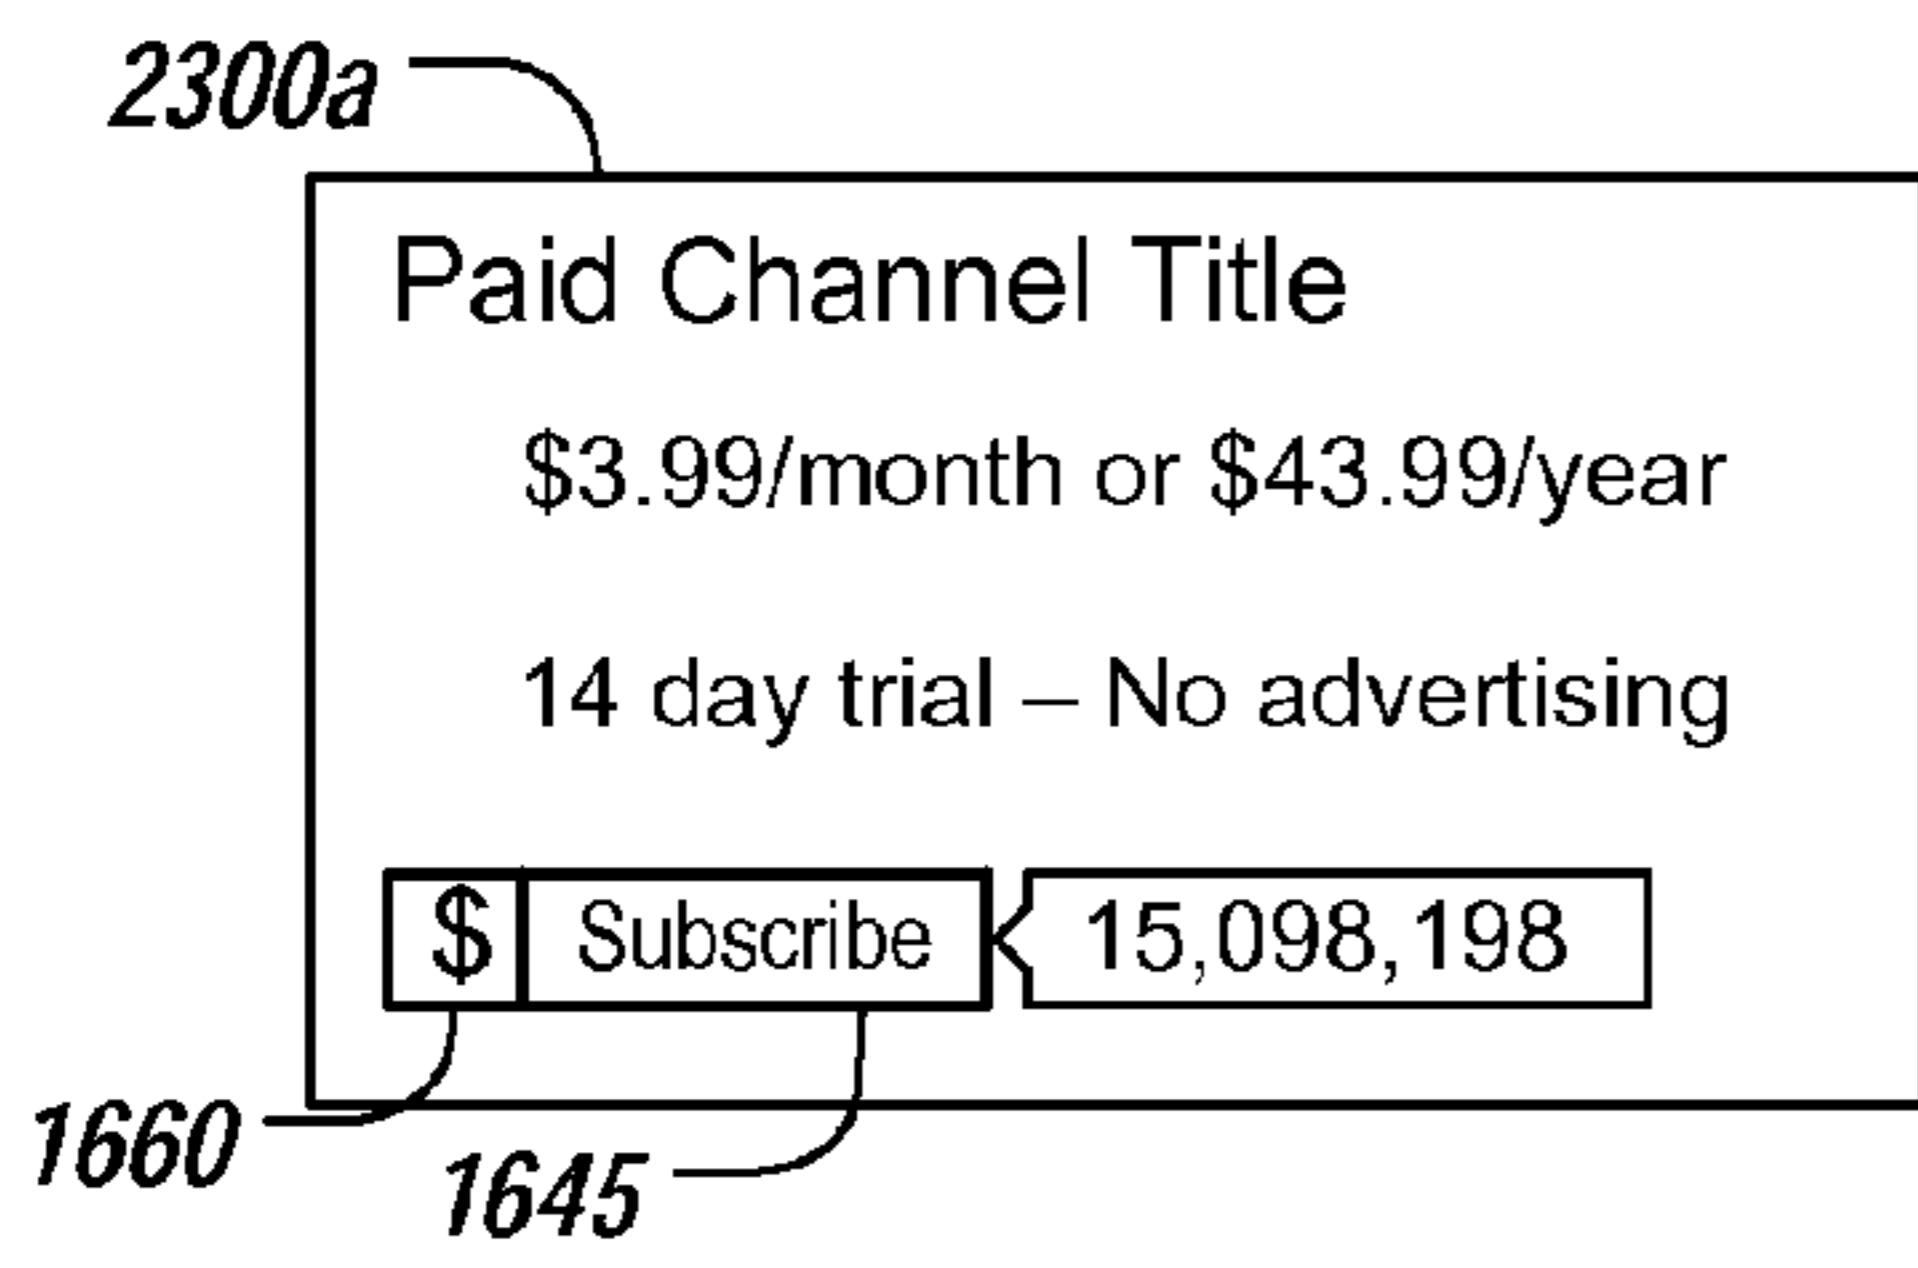 2300a
Paid Channel Title
$3.99/month or $43.99/year
14 day trial – No advertising
$ Subscribe 15,098,198
1660
1645